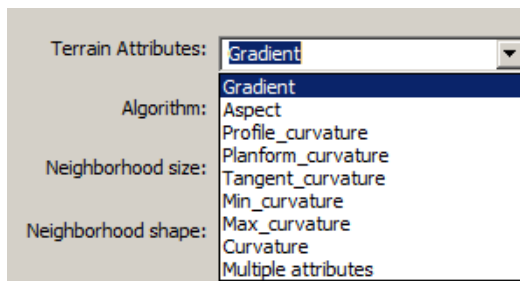 Terrain Attributes: Gradient
Gradient
Algorithm: Aspect
Profile_curvature
Planform_curvature
Neighborhood size: Tangent_curvature
Min_curvature
Neighborhood shape: Max_curvature
Curvature
Multiple attributes